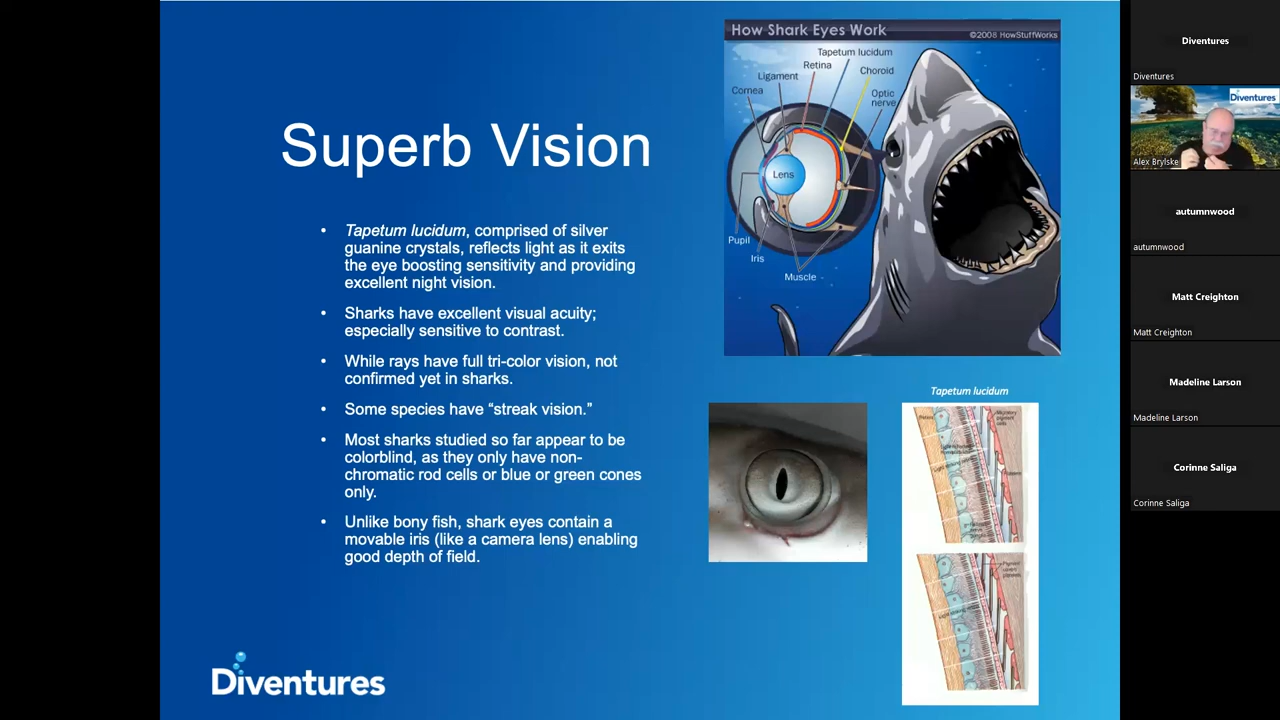 Superb Vision
• Tapetum lucidum, comprised of silver
guanine crystals, reflects light as it exits
the eye boosting sensitivity and providing
excellent night vision.
• Sharks have excellent visual acuity;
especially sensitive to contrast.
• While rays have full tri-color vision, not
confirmed yet in sharks.
• Some species have “streak vision.”
• Most sharks studied so far appear to be
colorblind, as they only have non-
chromatic rod cells or blue or green cones
only.
• Unlike bony fish, shark eyes contain a
movable iris (like a camera lens) enabling
good depth of field.
Diventures
How Shark Eyes Work
©2008 HowStuffWorks
Tapetum lucidum
Retina
Choroid
Ligament
Cornea
Optic
nerve
Lens
Pupil
Iris
Muscle
Tapetum lucidum
Diventures
Diventures
Diventures
Alex Brylske
autumnwood
autumnwood
Matt Creighton
Matt Creighton
Madeline Larson
Madeline Larson
Corinne Saliga
Corinne Saliga